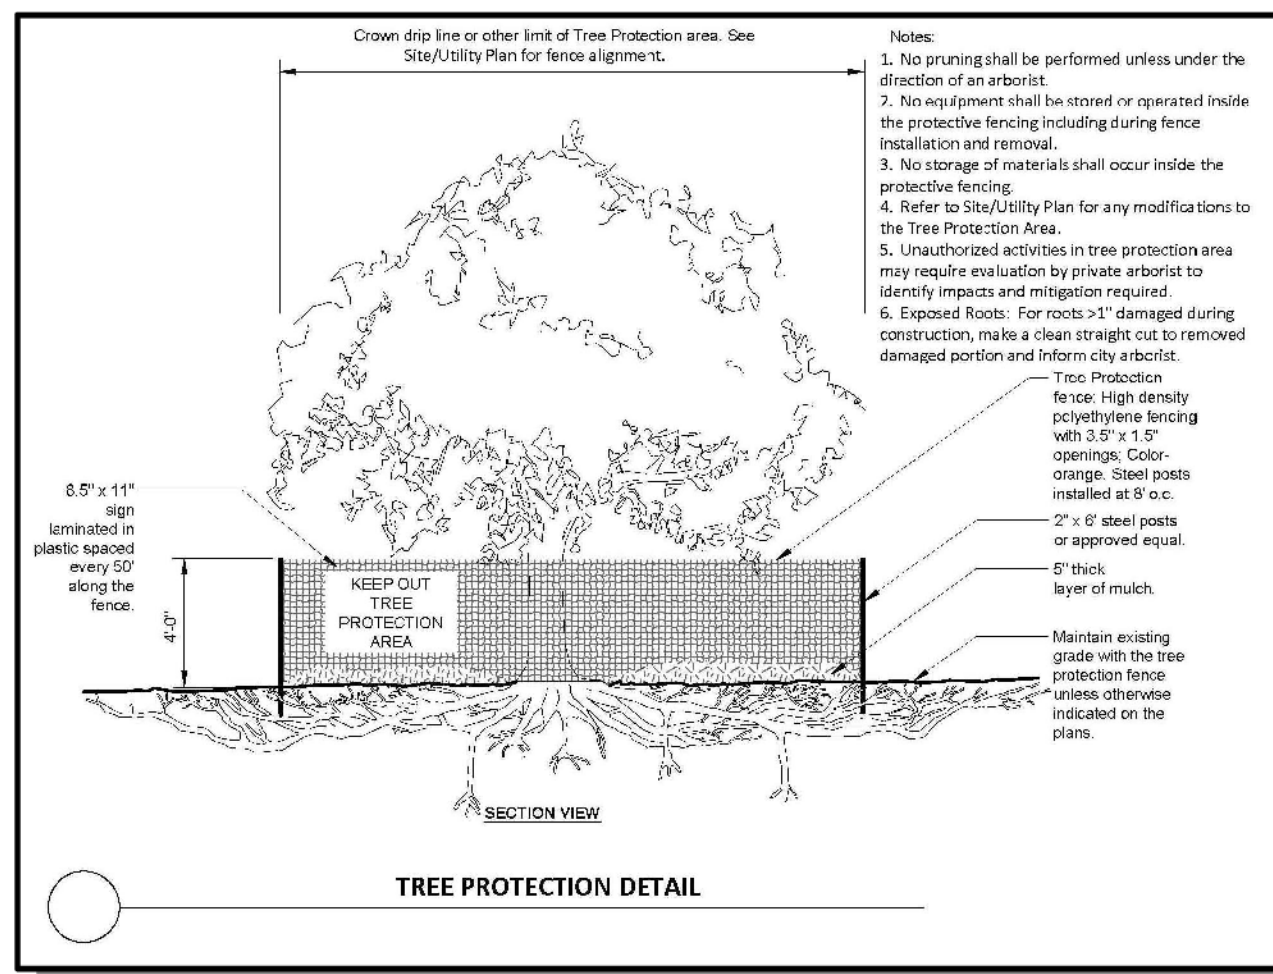 Crown drip line or other limit of Tree Protection area. See
Site/Utility Plan for fence alignment.
Notes:
1. No pruning shall be performed unless under the
direction of an arborist.
2. No equipment shall be stored or operated inside
the protective fencing including during fence
installation and removal.
3. No storage of materials shall occur inside the
protective fencing.
4. Refer to Site/Utility Plan for any modifications to
the Tree Protection Area.
5. Unauthorized activities in tree protection area
may require evaluation by private arborist to
identify impacts and mitigation required.
6. Exposed Roots: For roots >1" damaged during
construction, make a clean straight cut to removed
damaged portion and inform city arborist.
Tree Protection
fence: High density
polyethylene fencing
with 3.5" x 1.5"
openings; Color-
orange. Steel posts
installed at 8' o.c.
2" x 6' steel posts
or approved equal.
5" thick
layer of mulch.
Maintain existing
grade with the tree
protection fence
unless otherwise
indicated on the
plans.
8.5" x 11"
sign
laminated in
plastic spaced
every 50'
along the
fence.
4'-0"
KEEP OUT
TREE
PROTECTION
AREA
SECTION VIEW
TREE PROTECTION DETAIL